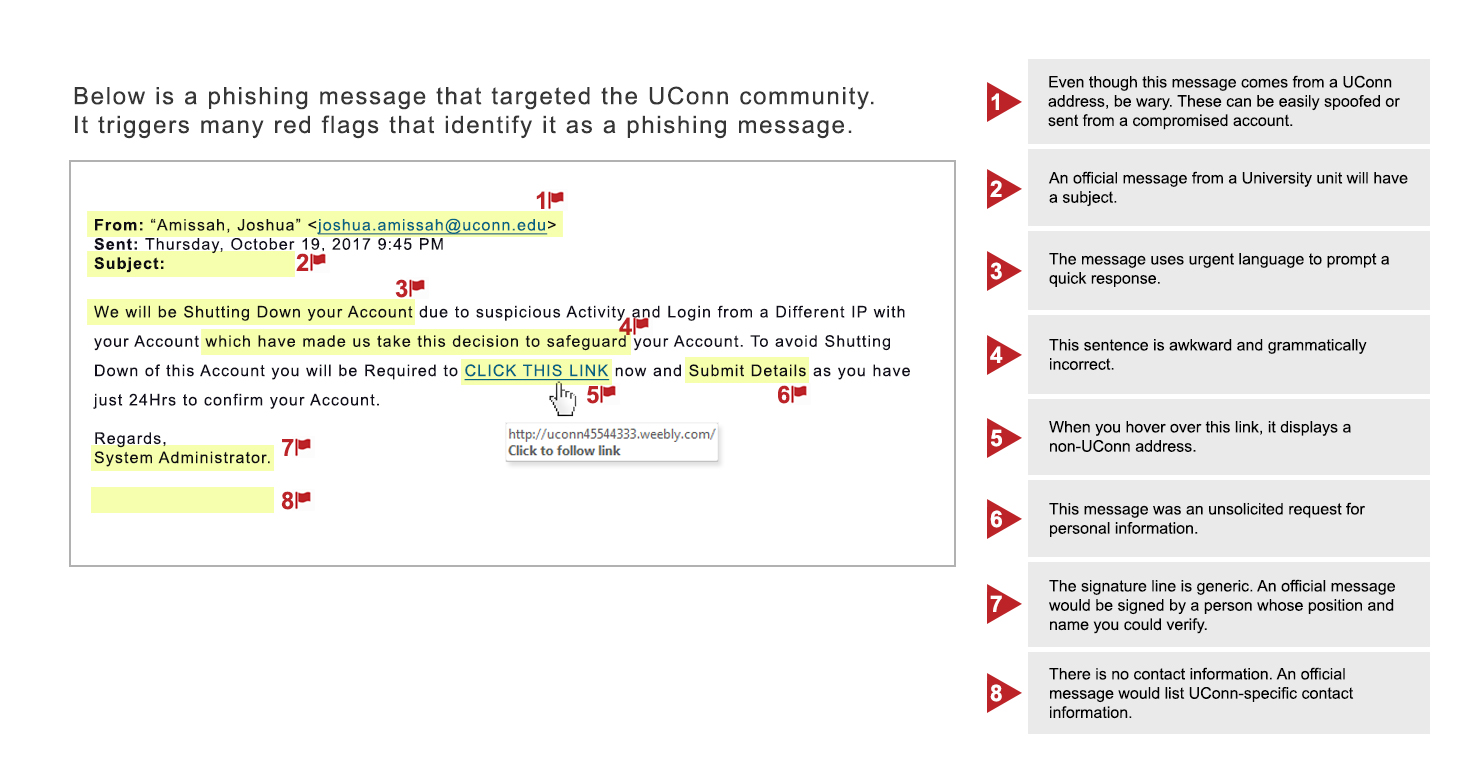 Below is a phishing message that targeted the UConn community.
It triggers many red flags that identify it as a phishing message.
1
From: “Amissah, Joshua” <joshua.amissah@uconn.edu>
Sent: Thursday, October 19, 2017 9:45 PM
Subject:
2
3
We will be Shutting Down your Account due to suspicious Activity and Login from a Different IP with
4
your Account which have made us take this decision to safeguard your Account. To avoid Shutting
Down of this Account you will be Required to CLICK THIS LINK now and Submit Details as you have
5
6
just 24Hrs to confirm your Account.
http://uconn45544333.weebly.com/
Click to follow link
Regards,
System Administrator.
7
8
1
Even though this message comes from a UConn
address, be wary. These can be easily spoofed or
sent from a compromised account.
2
An official message from a University unit will have
a subject.
3
The message uses urgent language to prompt a
quick response.
4
This sentence is awkward and grammatically
incorrect.
5
When you hover over this link, it displays a
non-UConn address.
6
This message was an unsolicited request for
personal information.
7
The signature line is generic. An official message
would be signed by a person whose position and
name you could verify.
8
There is no contact information. An official
message would list UConn-specific contact
information.